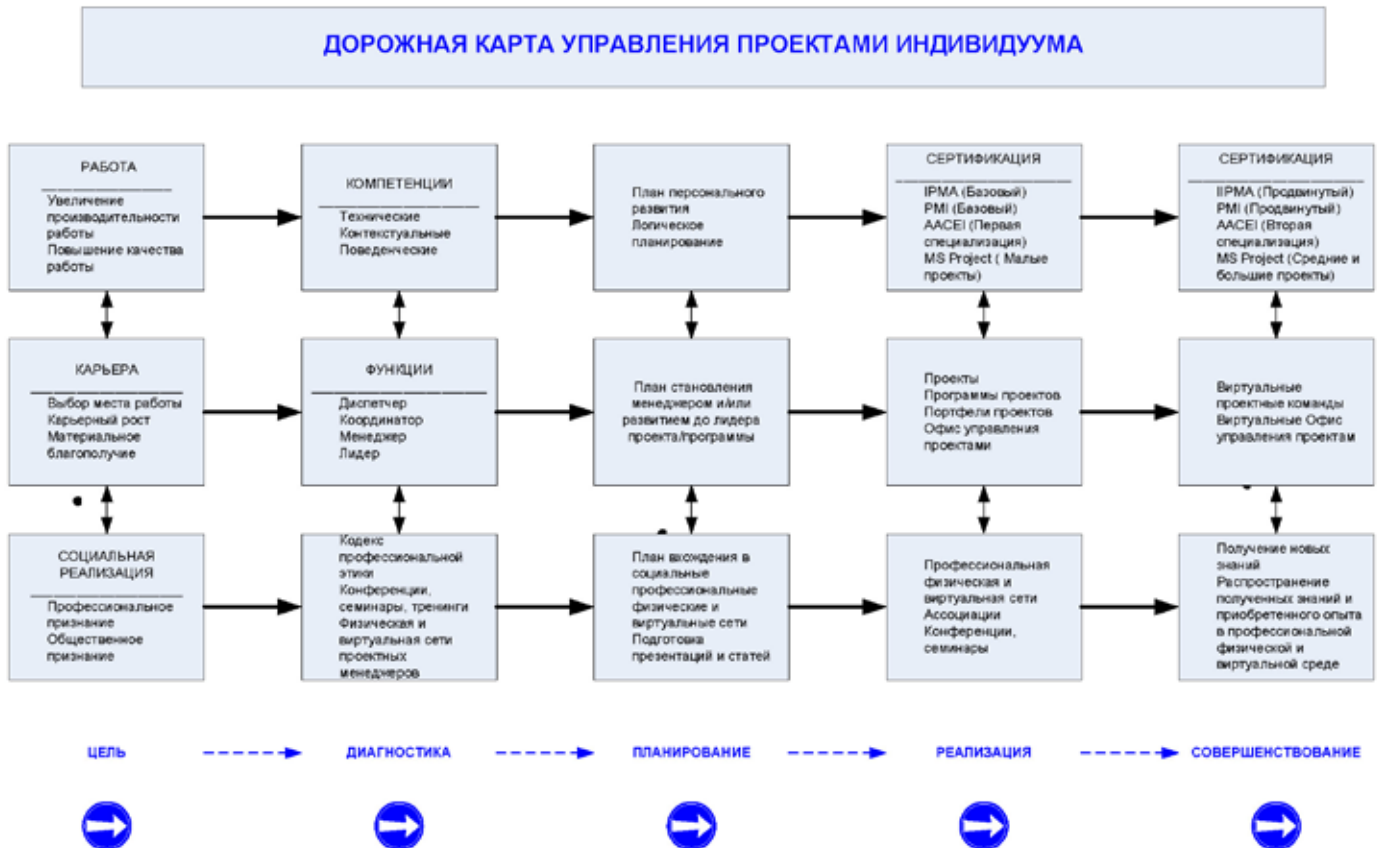 ДОРОЖНАЯ КАРТА УПРАВЛЕНИЯ ПРОЕКТАМИ ИНДИВИДУУМА
РАБОТА
Увеличение
производительности
работы
Повышение качества
работы
КОМПЕТЕНЦИИ
Технические
Контекстуальные
Поведенческие
План персонального
развития
Логическое
планирование
СЕРТИФИКАЦИЯ
IPMA (Базовый)
PMI (Базовый)
AACEI (Первая
специализация)
MS Project ( Малые
проекты)
СЕРТИФИКАЦИЯ
IIPMA (Продвинутый)
PMI (Продвинутый)
AACEI (Вторая
специализация)
MS Project (Средние и
большие проекты)
КАРЬЕРА
Выбор места работы
Карьерный рост
Материальное
благополучие
ФУНКЦИИ
Диспетчер
Координатор
Менеджер
Лидер
План становления
менеджером и/или
развитием до лидера
проекта/программы
Проекты
Программы проектов
Портфели проектов
Офис управления
проектами
Виртуальные
проектные команды
Виртуальные Офис
управления проектам
СОЦИАЛЬНАЯ
РЕАЛИЗАЦИЯ
Профессиональное
признание
Общественное
признание
Кодекс
профессиональной
этики
Конференции,
семинары, тренинги
Физическая и
виртуальная сети
проектных
менеджеров
План вхождения в
социальные
профессиональные
физические и
виртуальные сети
Подготовка
презентаций и статей
Профессиональная
физическая и
виртуальная сети
Ассоциации
Конференции,
семинары
Получение новых
знаний
Распространение
полученных знаний и
приобретенного опыта
в профессиональной
физической и
виртуальной среде
ЦЕЛЬ
ДИАГНОСТИКА
ПЛАНИРОВАНИЕ
РЕАЛИЗАЦИЯ
СОВЕРШЕНСТВОВАНИЕ